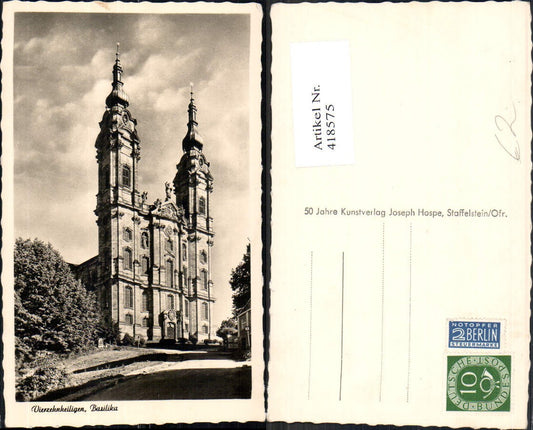 Vierzehnheiligen, Basilika
Artikel Nr.
418575
62
50 Jahre Kunstverlag Joseph Hospe, Staffelstein/Ofr.
NOTOPFER
2 BERLIN
STEUERMARKE
DEUTSCHE BUNDESPOST
10